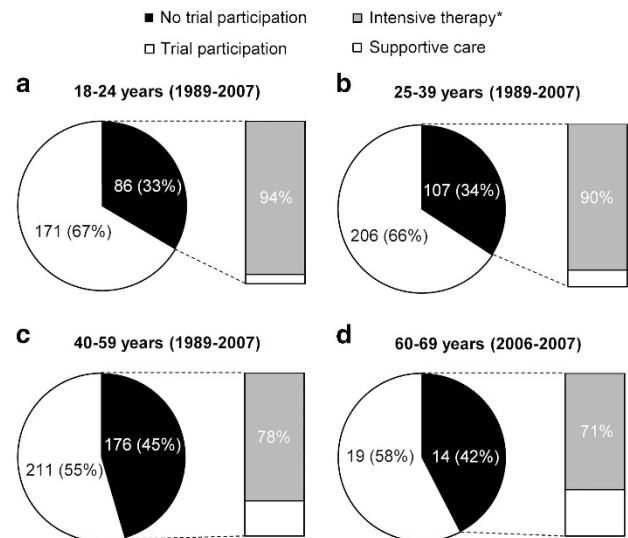 No trial participation
Intensive therapy*
Trial participation
Supportive care
a
18-24 years (1989-2007)
86 (33%)
171 (67%)
94%
b
25-39 years (1989-2007)
107 (34%)
206 (66%)
90%
c
40-59 years (1989-2007)
176 (45%)
211 (55%)
78%
d
60-69 years (2006-2007)
19 (58%)
14 (42%)
71%